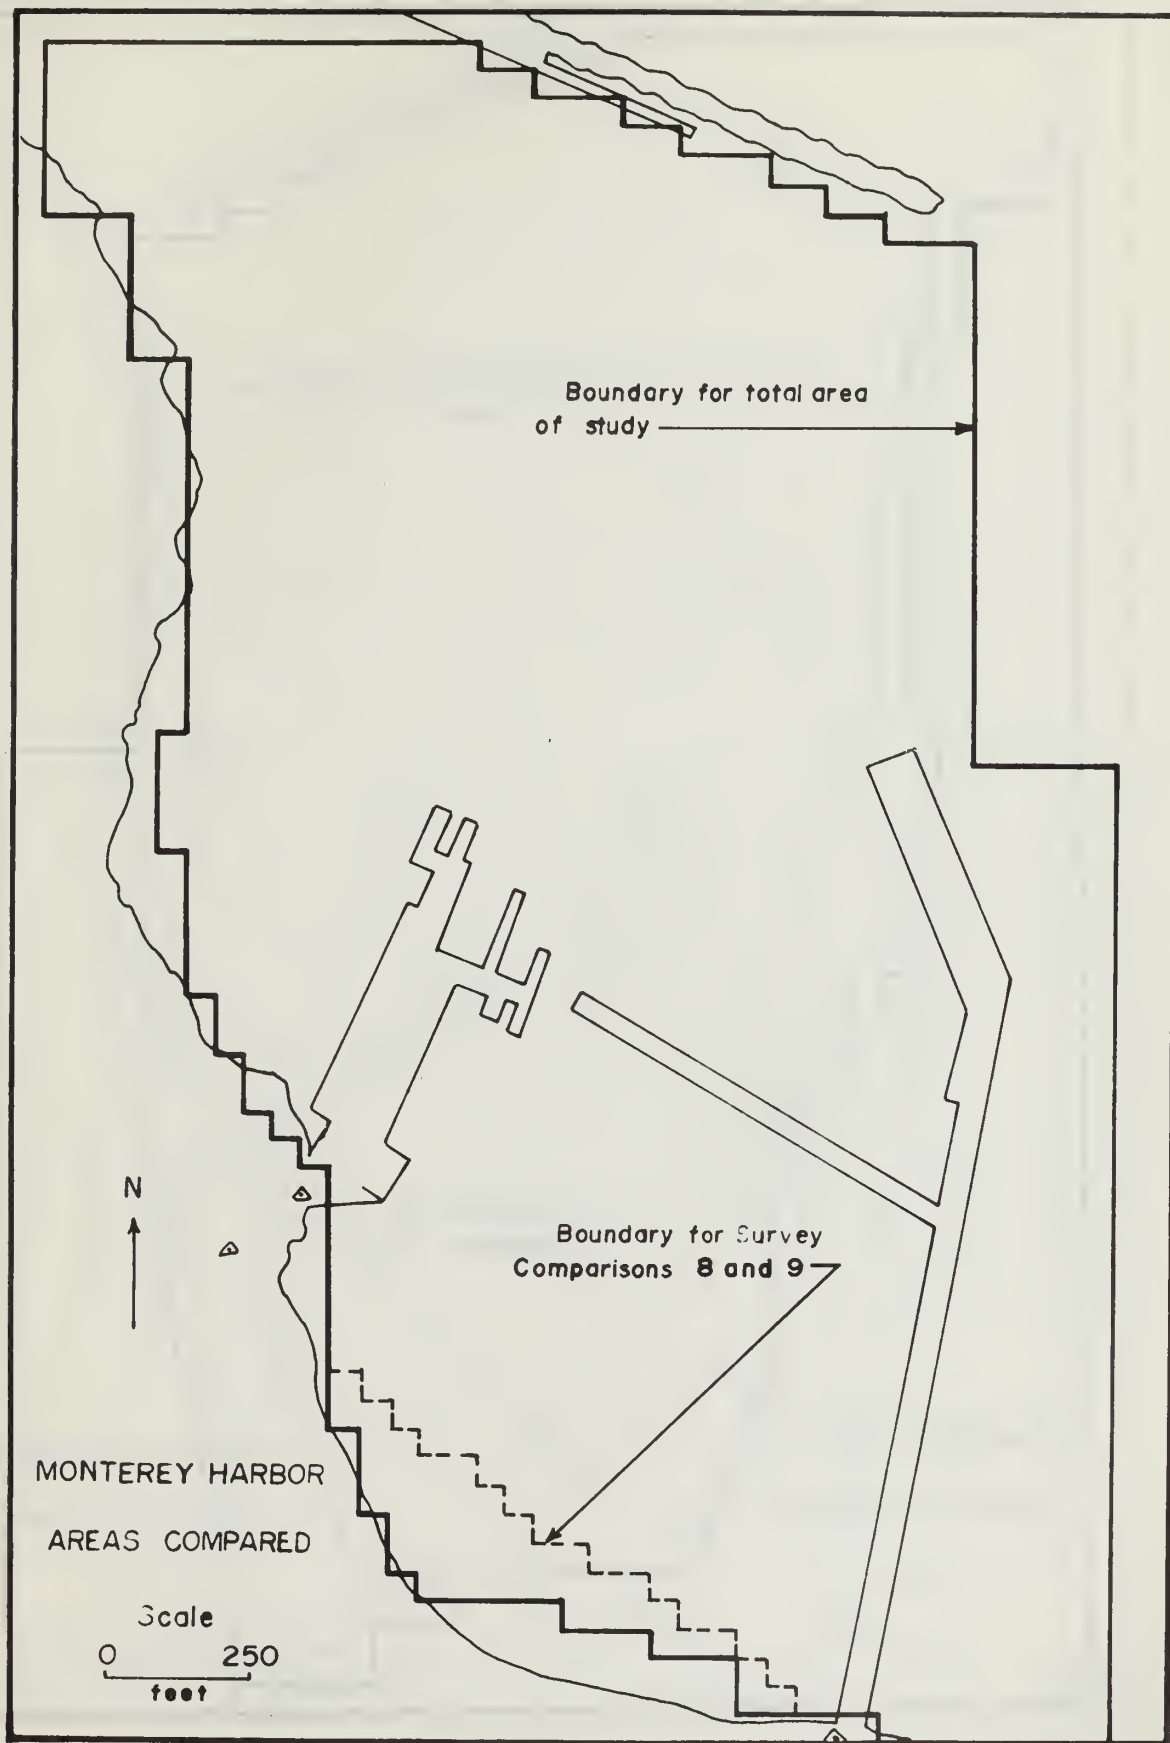 Boundary for total area
of study
N
Boundary for Survey
Comparisons 8 and 9
MONTEREY HARBOR
AREAS COMPARED
Scale
0 250
feet